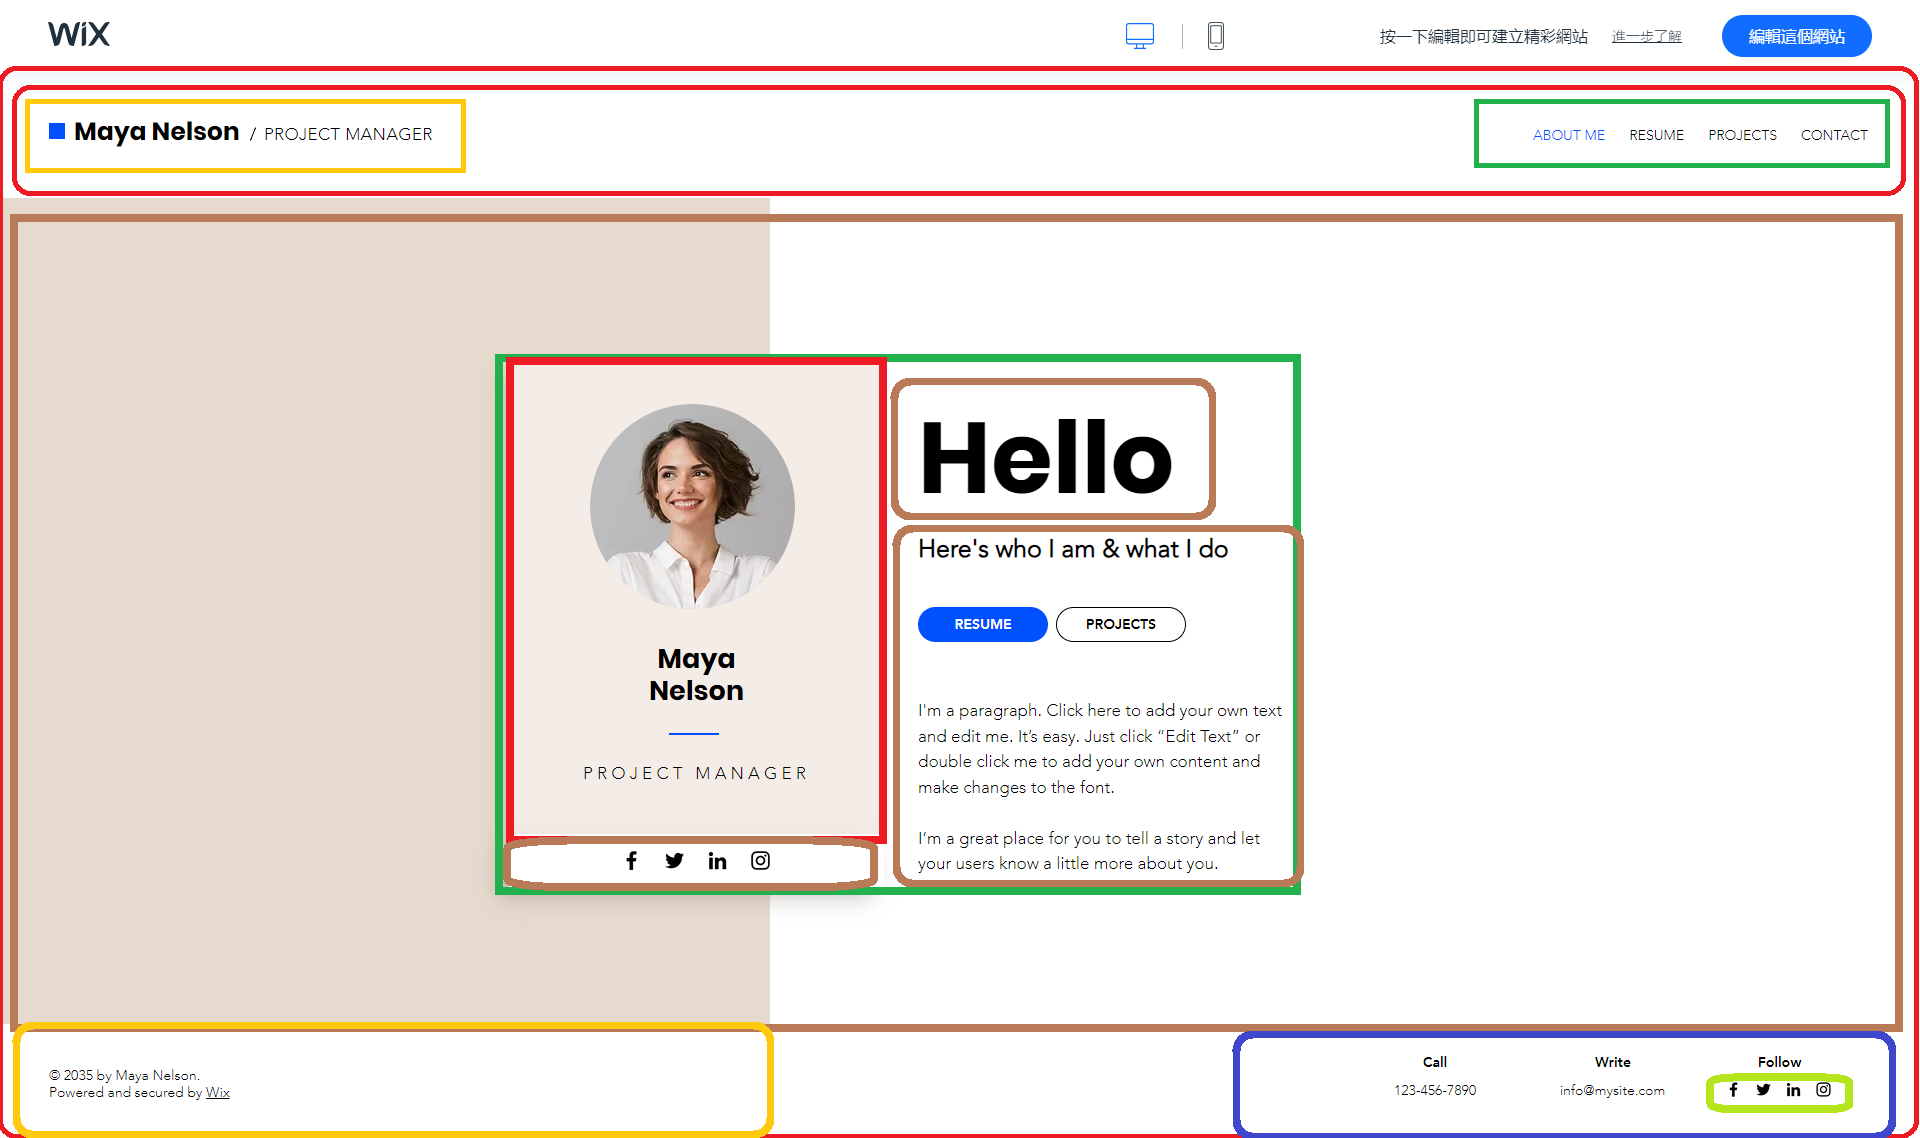 WiX
按一下編輯即可建立精彩網站 進一步了解 編輯這個網站
Maya Nelson / PROJECT MANAGER
ABOUT ME RESUME PROJECTS CONTACT
Maya
Nelson
PROJECT MANAGER
Hello
Here's who I am & what I do
RESUME PROJECTS
I'm a paragraph. Click here to add your own text
and edit me. It’s easy. Just click “Edit Text” or
double click me to add your own content and
make changes to the font.
I’m a great place for you to tell a story and let
your users know a little more about you.
© 2035 by Maya Nelson.
Powered and secured by Wix
Call
123-456-7890
Write
info@mysite.com
Follow